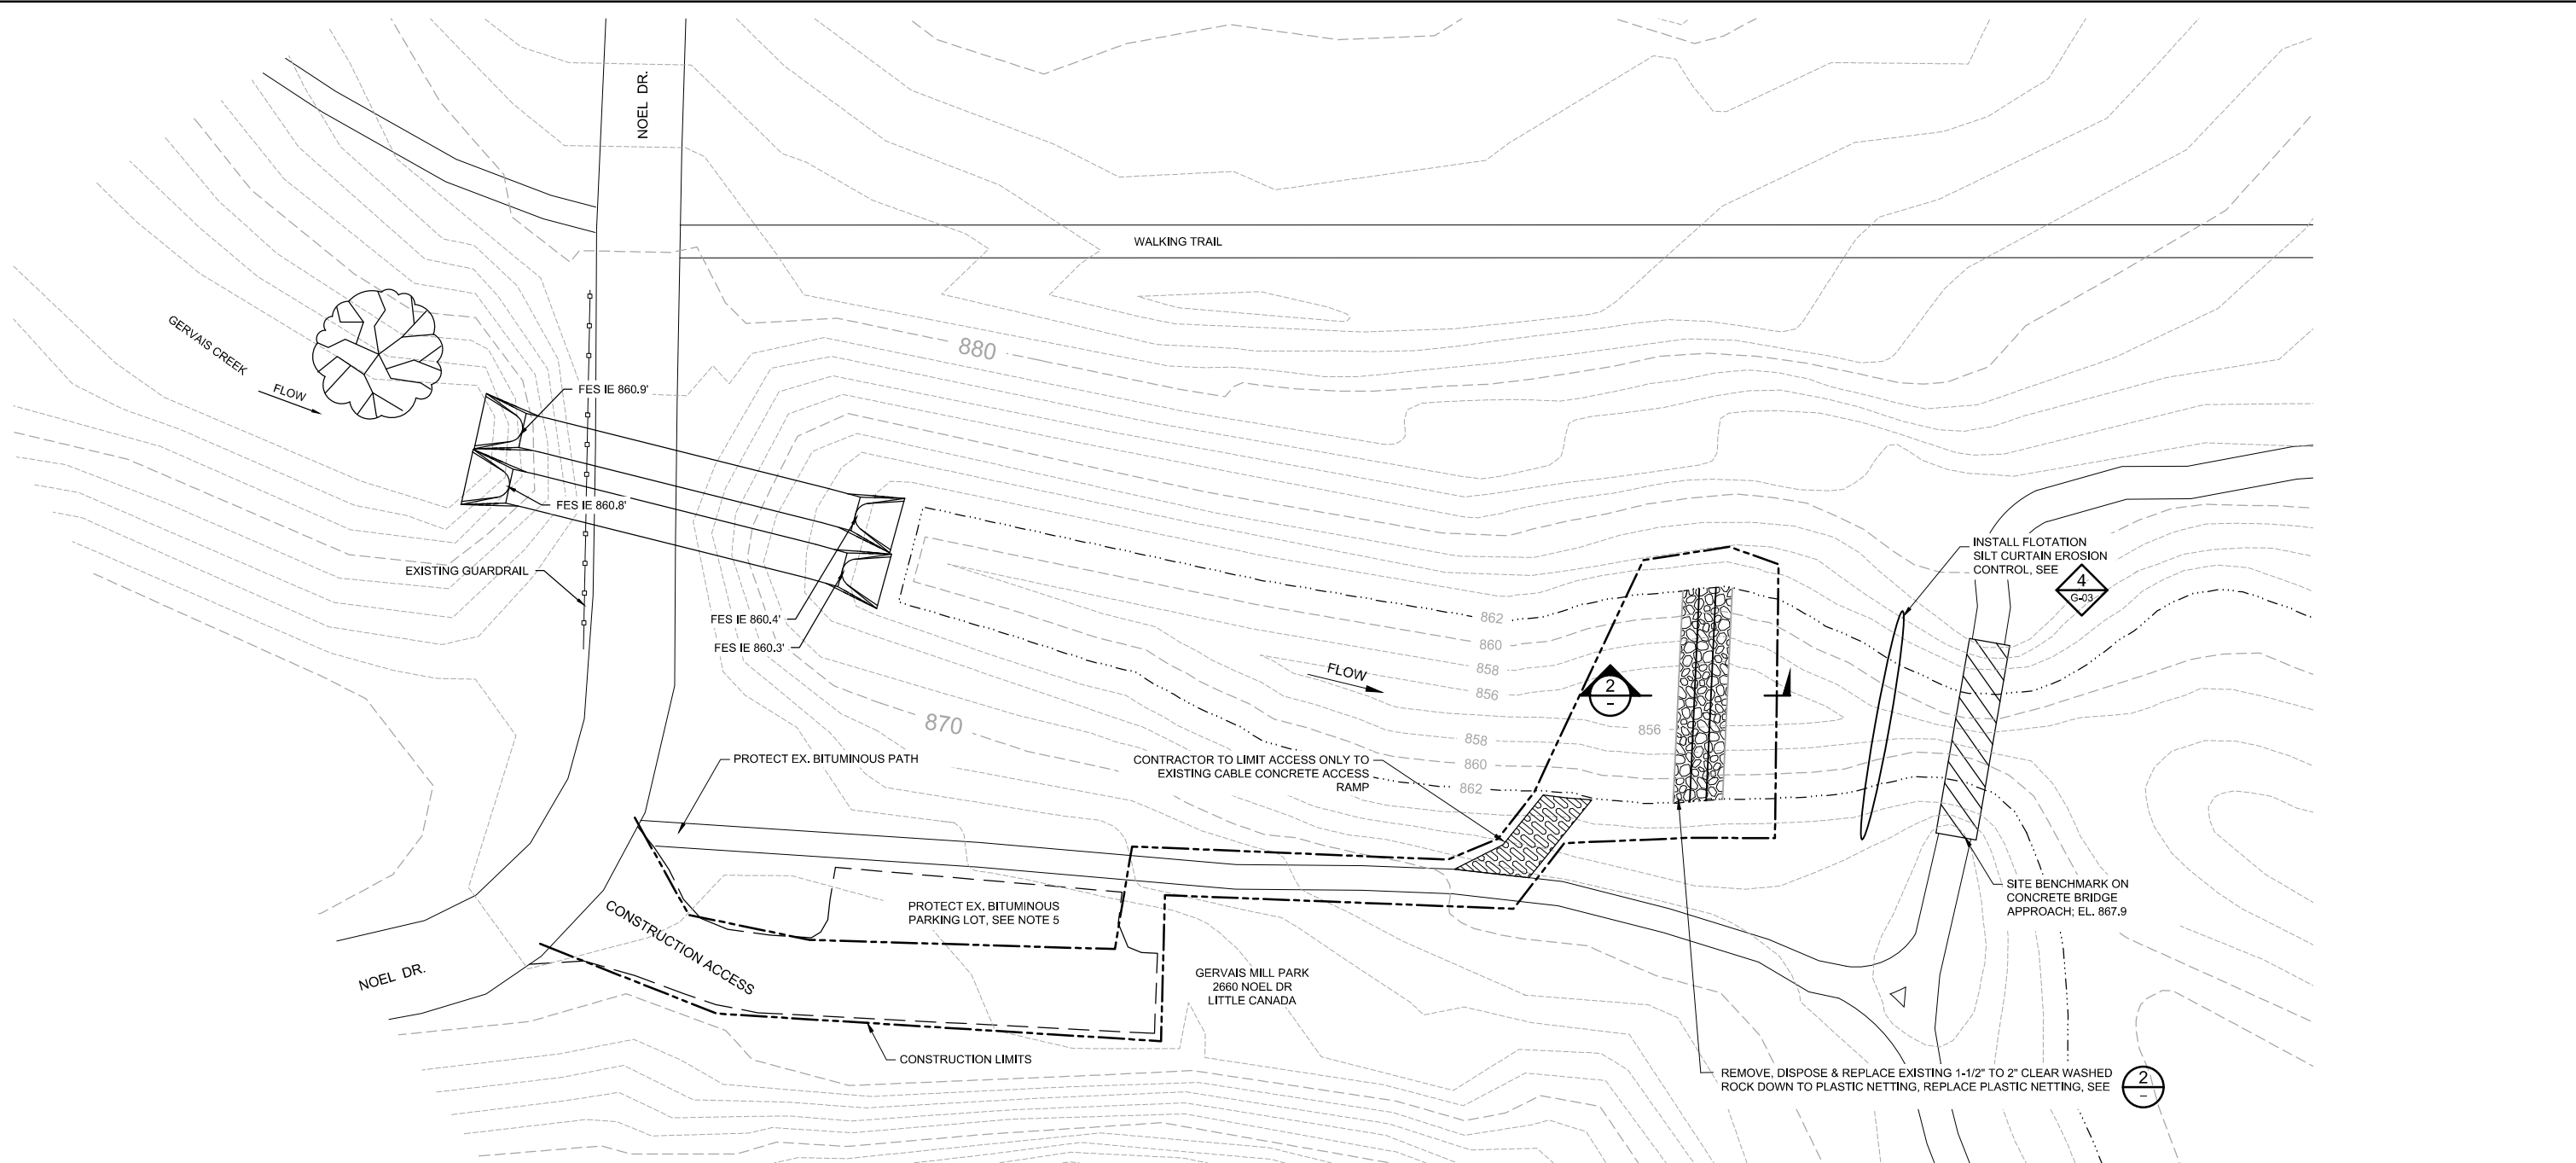 NOEL DR.
WALKING TRAIL
GERVAIS CREEK
FLOW
880
FES IE 860.9'
FES IE 860.8'
EXISTING GUARDRAIL
FES IE 860.4'
FES IE 860.3'
INSTALL FLOTATION
SILT CURTAIN EROSION
CONTROL, SEE
4
G-03
862
860
858
856
FLOW
2
-
856
870
858
860
862
PROTECT EX. BITUMINOUS PATH
CONTRACTOR TO LIMIT ACCESS ONLY TO
EXISTING CABLE CONCRETE ACCESS
RAMP
SITE BENCHMARK ON
CONCRETE BRIDGE
APPROACH; EL. 867.9
PROTECT EX. BITUMINOUS
PARKING LOT, SEE NOTE 5
CONSTRUCTION ACCESS
NOEL DR.
GERVAIS MILL PARK
2660 NOEL DR
LITTLE CANADA
CONSTRUCTION LIMITS
REMOVE, DISPOSE & REPLACE EXISTING 1-1/2" TO 2" CLEAR WASHED
ROCK DOWN TO PLASTIC NETTING, REPLACE PLASTIC NETTING, SEE
2
-